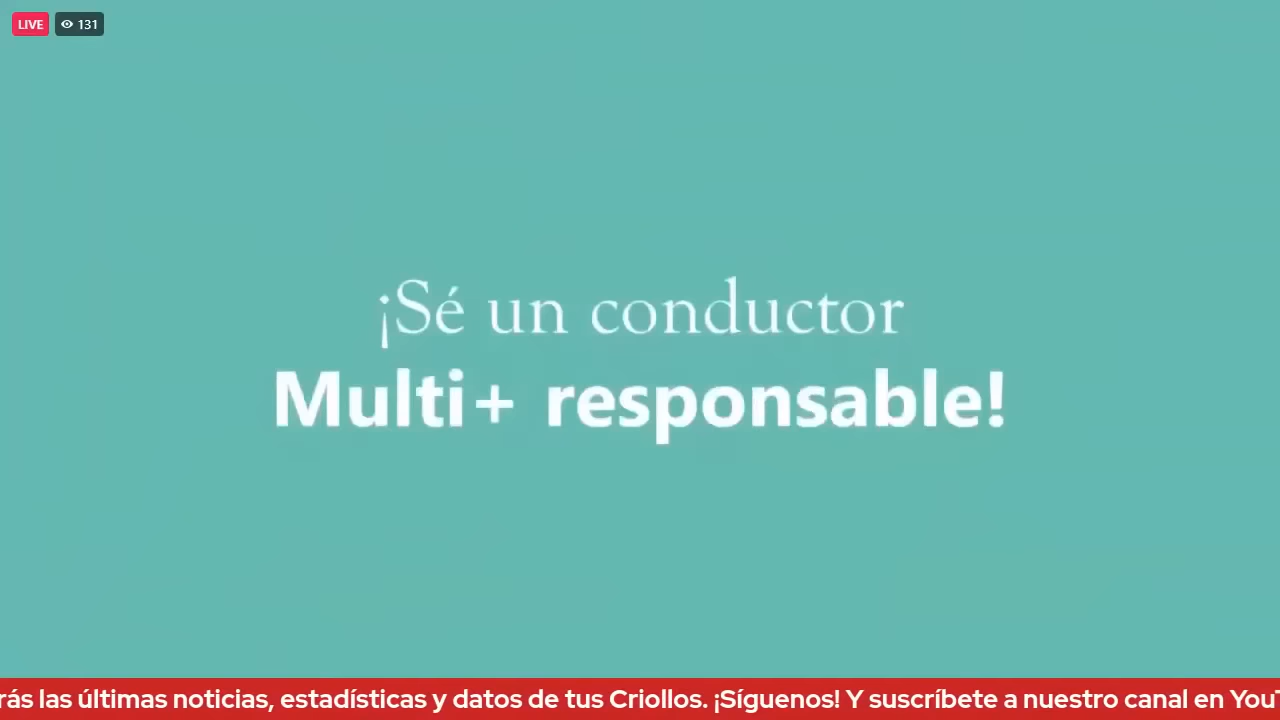 LIVE 131
¡Sé un conductor
Multi+ responsable!
rás las últimas noticias, estadísticas y datos de tus Criollos. ¡Síguenos! Y suscríbete a nuestro canal en You